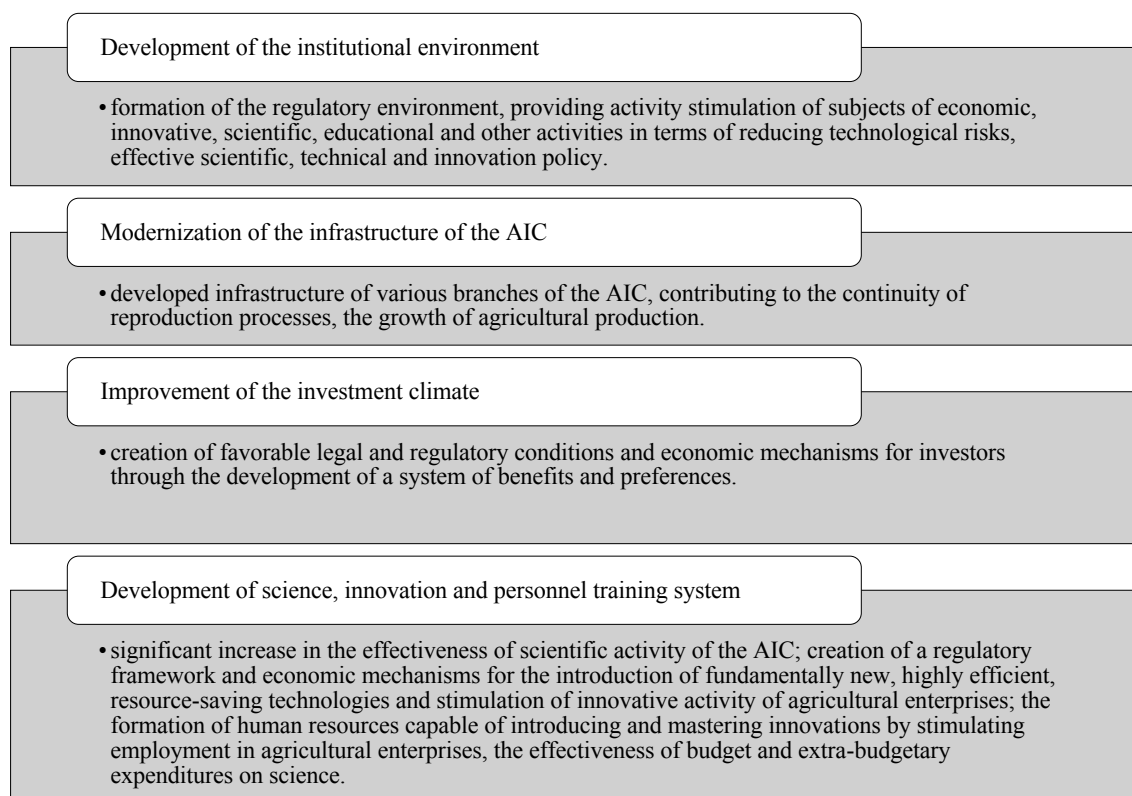 Development of the institutional environment
• formation of the regulatory environment, providing activity stimulation of subjects of economic,
innovative, scientific, educational and other activities in terms of reducing technological risks,
effective scientific, technical and innovation policy.
Modernization of the infrastructure of the AIC
• developed infrastructure of various branches of the AIC, contributing to the continuity of
reproduction processes, the growth of agricultural production.
Improvement of the investment climate
• creation of favorable legal and regulatory conditions and economic mechanisms for investors
through the development of a system of benefits and preferences.
Development of science, innovation and personnel training system
• significant increase in the effectiveness of scientific activity of the AIC; creation of a regulatory
framework and economic mechanisms for the introduction of fundamentally new, highly efficient,
resource-saving technologies and stimulation of innovative activity of agricultural enterprises; the
formation of human resources capable of introducing and mastering innovations by stimulating
employment in agricultural enterprises, the effectiveness of budget and extra-budgetary
expenditures on science.